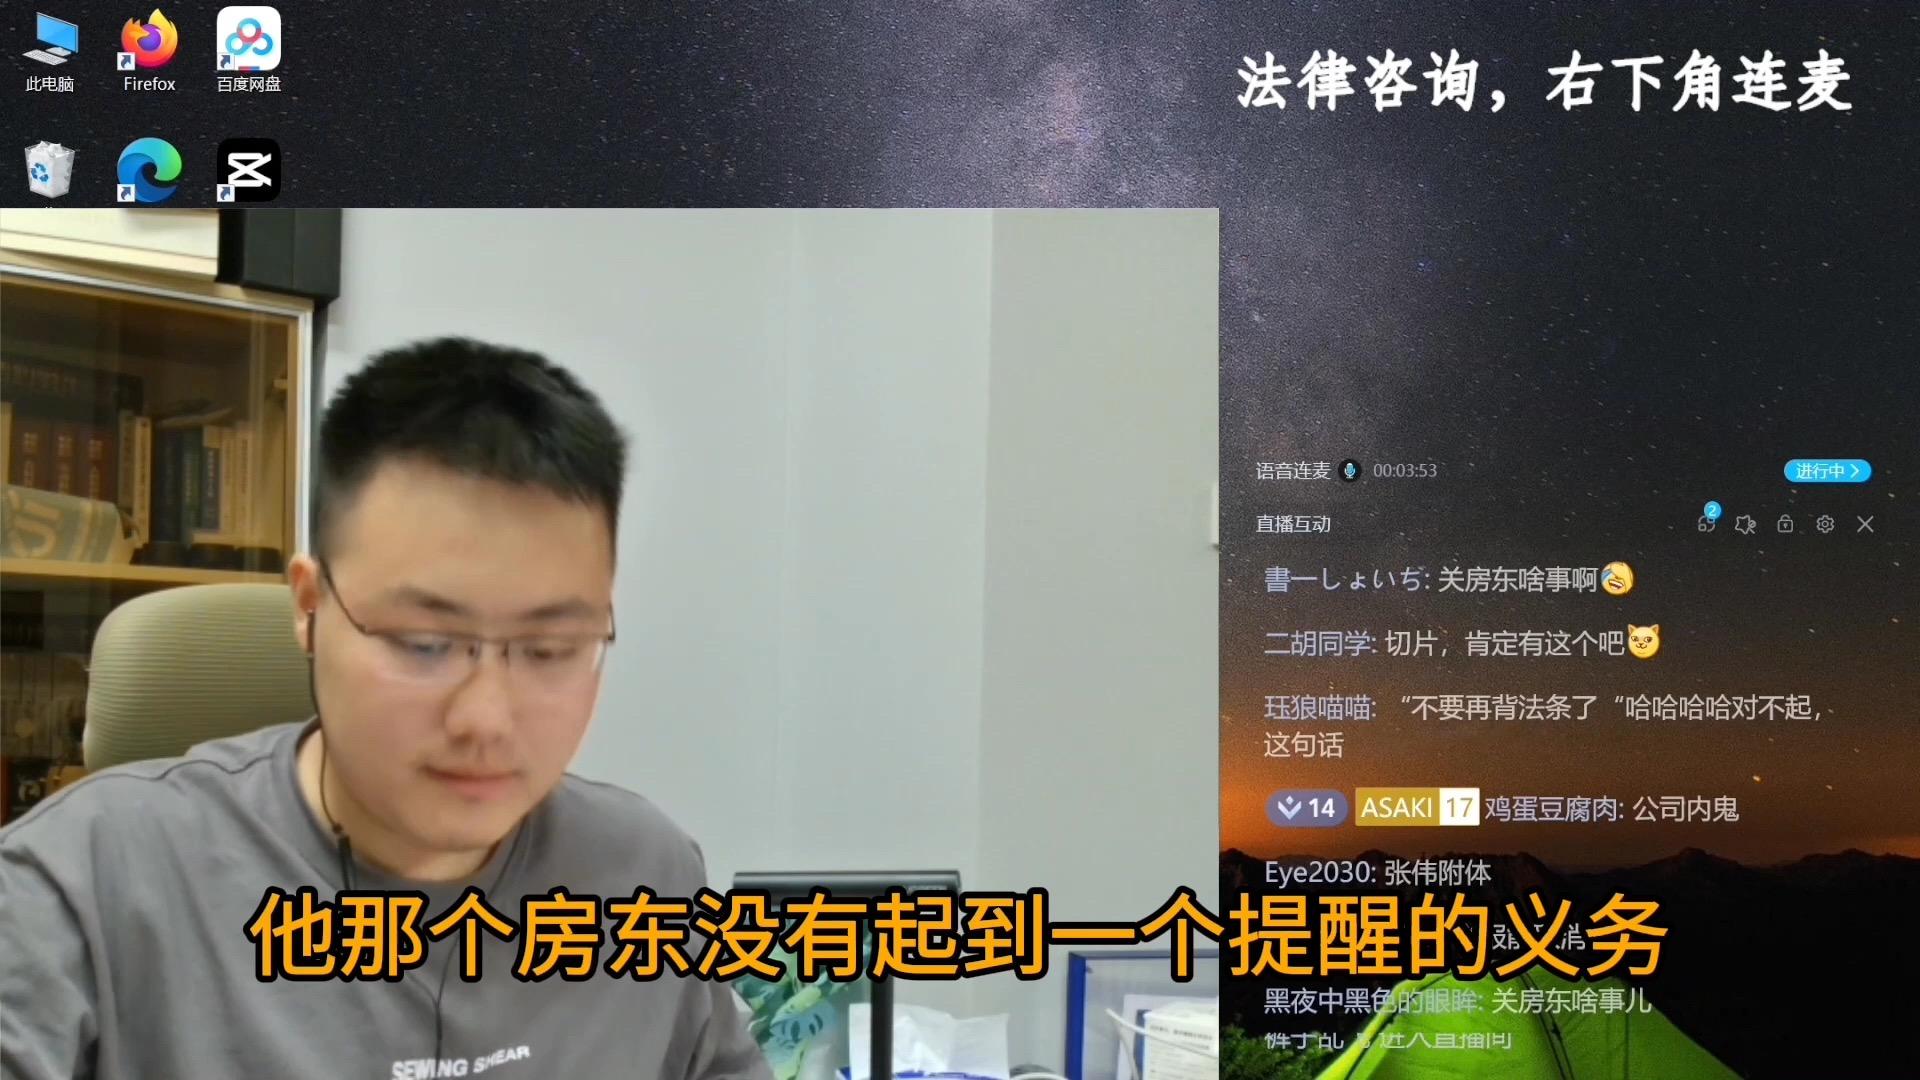 此电脑
Firefox
百度网盘
法律咨询，右下角连麦
语音连麦 00:03:53
进行中
2
直播互动
書一しょいぢ: 关房东啥事啊
二胡同学: 切片，肯定有这个吧
珏狼喵喵: “不要再背法条了“哈哈哈哈对不起，
这句话
14 ASAKI 17 鸡蛋豆腐肉: 公司内鬼
Eye2030: 张伟附体
他那个房东没有起到一个提醒的义务
黑夜中黑色的眼眸: 关房东啥事儿
进入直播间
SEWING SHEAR